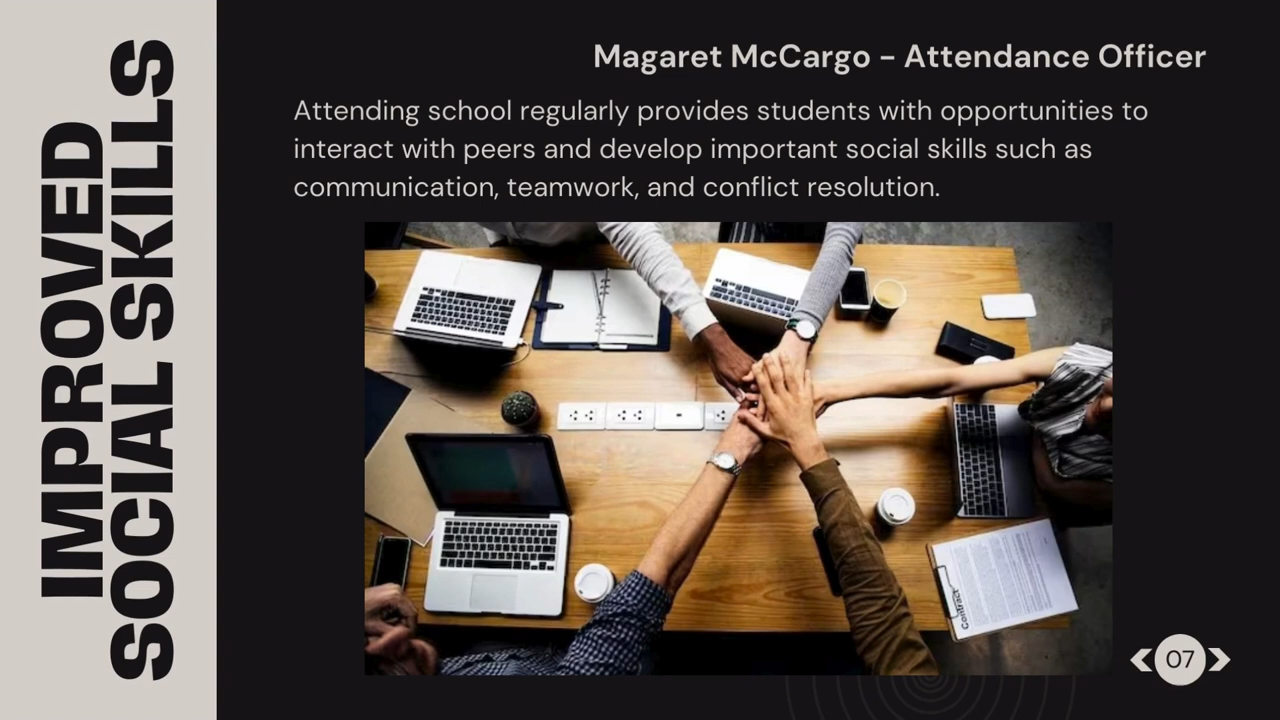 IMPROVED
SOCIAL SKILLS
Magaret McCargo - Attendance Officer
Attending school regularly provides students with opportunities to
interact with peers and develop important social skills such as
communication, teamwork, and conflict resolution.
Contract
07